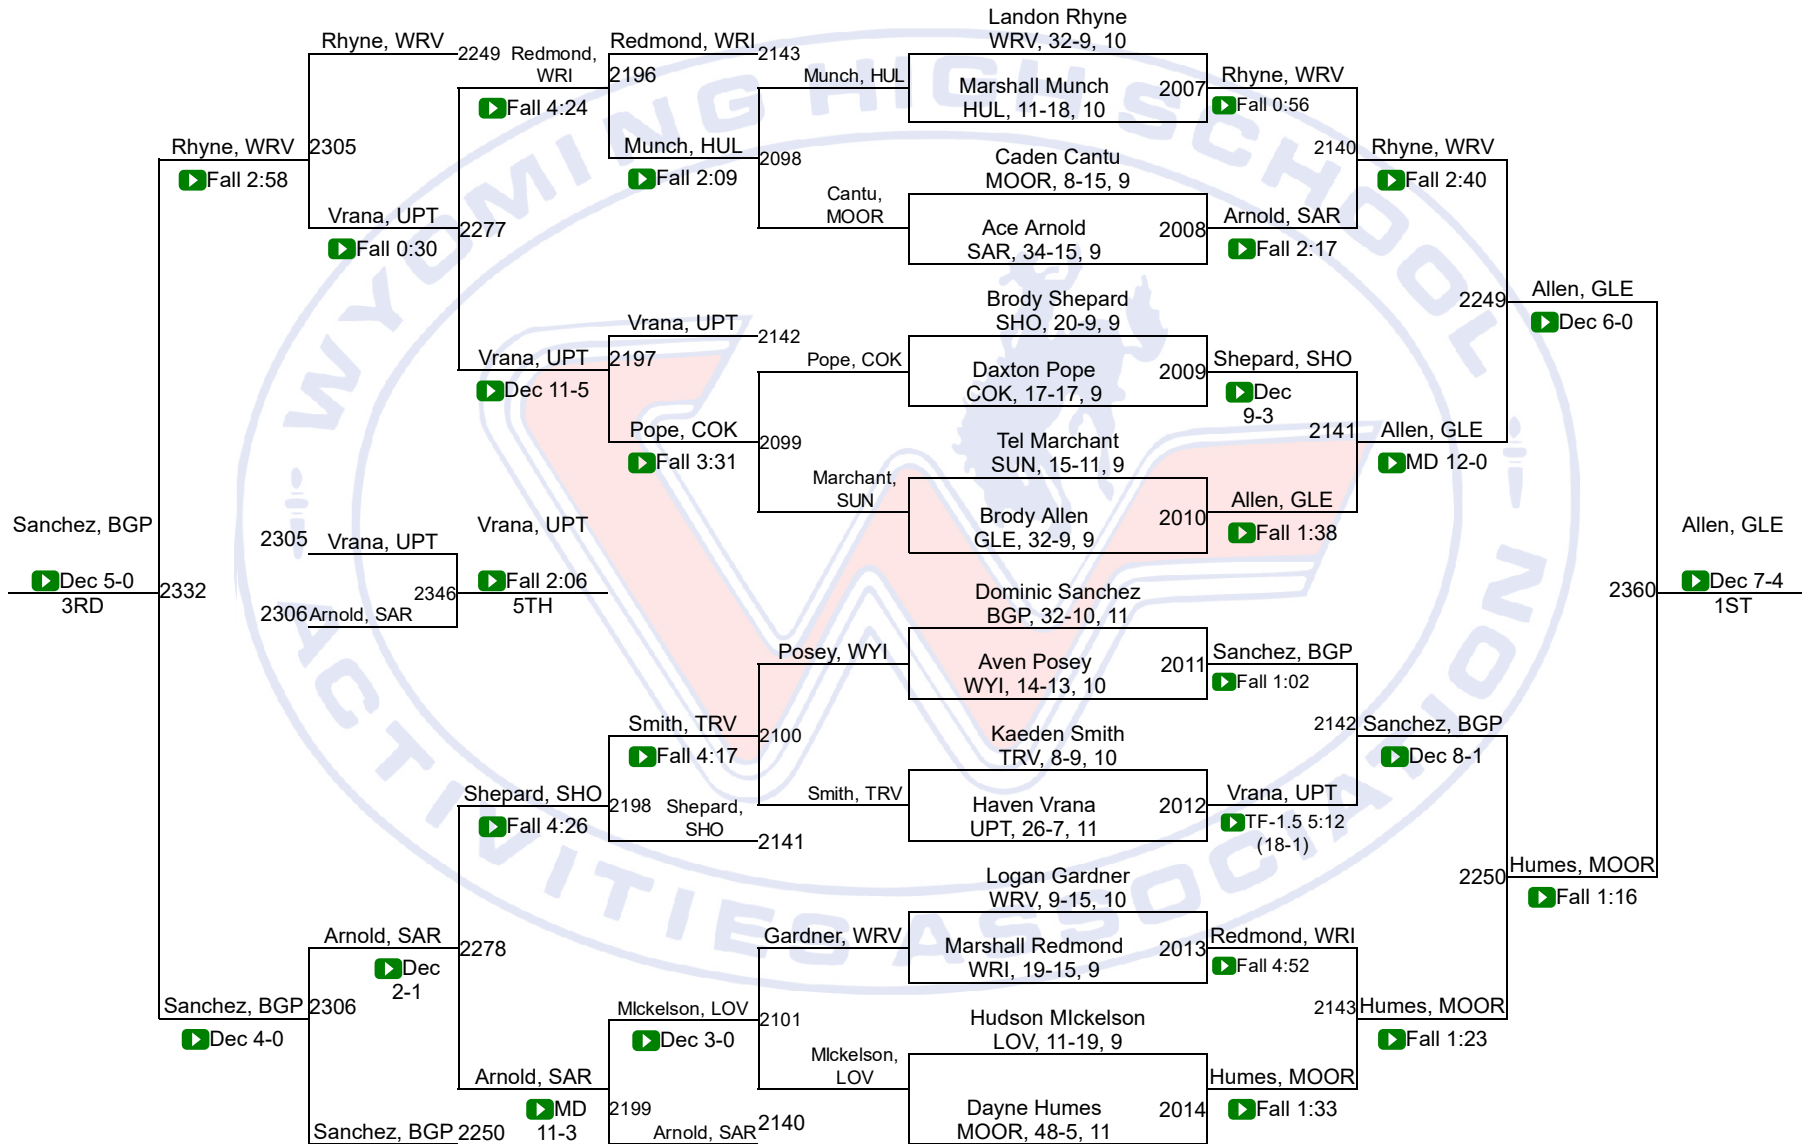 Landon Rhyne
WRV, 32-9, 10
Rhyne, WRV
2249
Redmond,
WRI
Redmond, WRI
2143
2196
Munch, HUL
Marshall Munch
HUL, 11-18, 10
2007
Rhyne, WRV
Fall 0:56
Fall 4:24
Rhyne, WRV
2305
Fall 2:58
Munch, HUL
2098
Fall 2:09
Caden Cantu
MOOR, 8-15, 9
2140
Rhyne, WRV
Fall 2:40
Cantu,
MOOR
Ace Arnold
SAR, 34-15, 9
2008
Arnold, SAR
Fall 2:17
Vrana, UPT
2277
Fall 0:30
Brody Shepard
SHO, 20-9, 9
2249
Allen, GLE
Dec 6-0
Vrana, UPT
2142
Vrana, UPT
2197
Dec 11-5
Pope, COK
Daxton Pope
COK, 17-17, 9
2009
Shepard, SHO
Dec
9-3
Pope, COK
2099
Fall 3:31
Tel Marchant
SUN, 15-11, 9
2141
Allen, GLE
MD 12-0
Marchant,
SUN
Brody Allen
GLE, 32-9, 9
2010
Allen, GLE
Fall 1:38
Sanchez, BGP
Dec 5-0
3RD
2332
2305
Vrana, UPT
2306
Arnold, SAR
2346
Vrana, UPT
Fall 2:06
5TH
2360
Allen, GLE
Dec 7-4
1ST
Dominic Sanchez
BGP, 32-10, 11
Posey, WYI
Aven Posey
WYI, 14-13, 10
2011
Sanchez, BGP
Fall 1:02
Smith, TRV
2100
Fall 4:17
Kaeden Smith
TRV, 8-9, 10
2142
Sanchez, BGP
Dec 8-1
Shepard, SHO
2198
Fall 4:26
Shepard,
SHO
2141
Smith, TRV
Haven Vrana
UPT, 26-7, 11
2012
Vrana, UPT
TF-1.5 5:12
(18-1)
Logan Gardner
WRV, 9-15, 10
2250
Humes, MOOR
Fall 1:16
Arnold, SAR
2278
Dec
2-1
Gardner, WRV
Marshall Redmond
WRI, 19-15, 9
2013
Redmond, WRI
Fall 4:52
Sanchez, BGP
2306
Dec 4-0
MIckelson, LOV
2101
Dec 3-0
Hudson MIckelson
LOV, 11-19, 9
2143
Humes, MOOR
Fall 1:23
MIckelson,
LOV
Arnold, SAR
2199
MD
11-3
Dayne Humes
MOOR, 48-5, 11
2014
Humes, MOOR
Fall 1:33
Sanchez, BGP
2250
Arnold, SAR
2140
WYOMING HIGH SCHOOL
ACTIVITIES ASSOCIATION